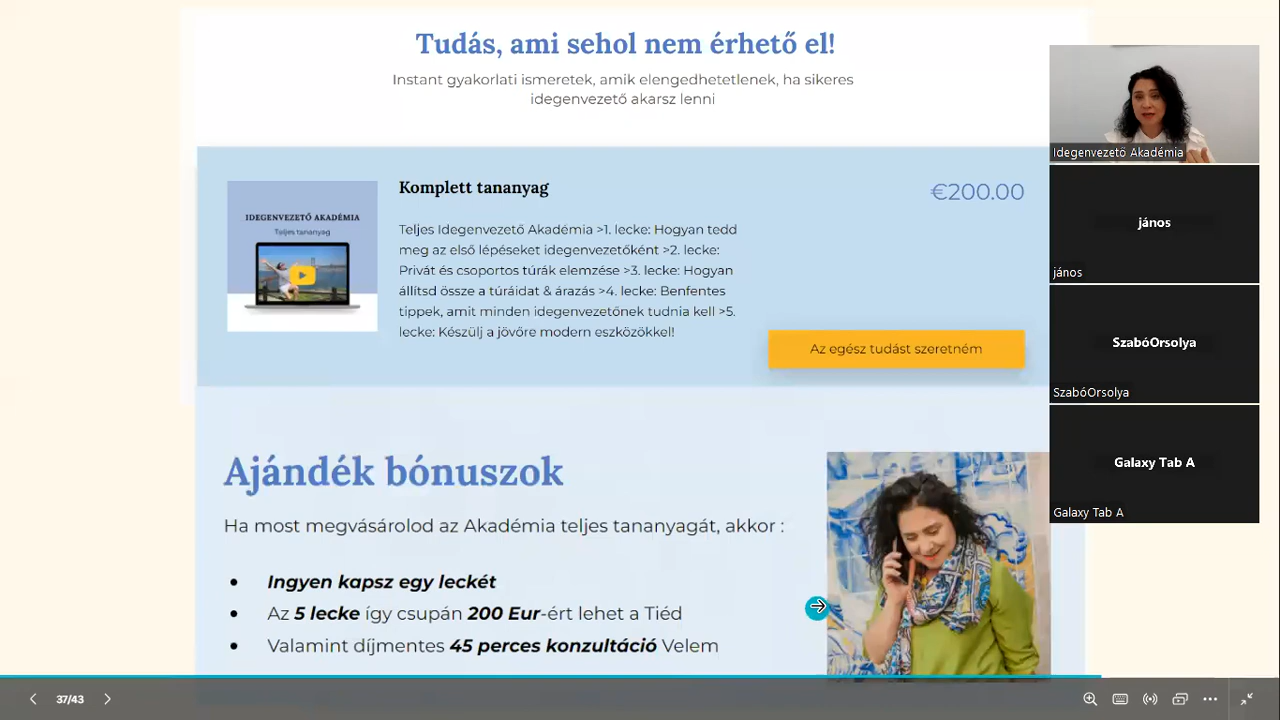 Tudás, ami sehol nem érhető el!
Instant gyakorlati ismeretek, amik elengedhetetlenek, ha sikeres
idegenvezető akarsz lenni
IDEGENVEZETŐ AKADÉMIA
Teljes tananyag
Komplett tananyag
€200.00
Teljes Idegenvezető Akadémia >1. lecke: Hogyan tedd
meg az első lépéseket idegenvezetőként >2. lecke:
Privát és csoportos túrák elemzése >3. lecke: Hogyan
állítsd össze a túráidat & árazás >4. lecke: Benfentes
tippek, amit minden idegenvezetőnek tudnia kell >5.
lecke: Készülj a jövőre modern eszközökkel!
Az egész tudást szeretném
Ajándék bónuszok
Ha most megvásárolod az Akadémia teljes tananyagát, akkor :
• Ingyen kapsz egy leckét
• Az 5 lecke így csupán 200 Eur-ért lehet a Tiéd
• Valamint díjmentes 45 perces konzultáció Velem
Idegenvezető Akadémia
jános
jános
SzabóOrsolya
SzabóOrsolya
Galaxy Tab A
Galaxy Tab A
37/43